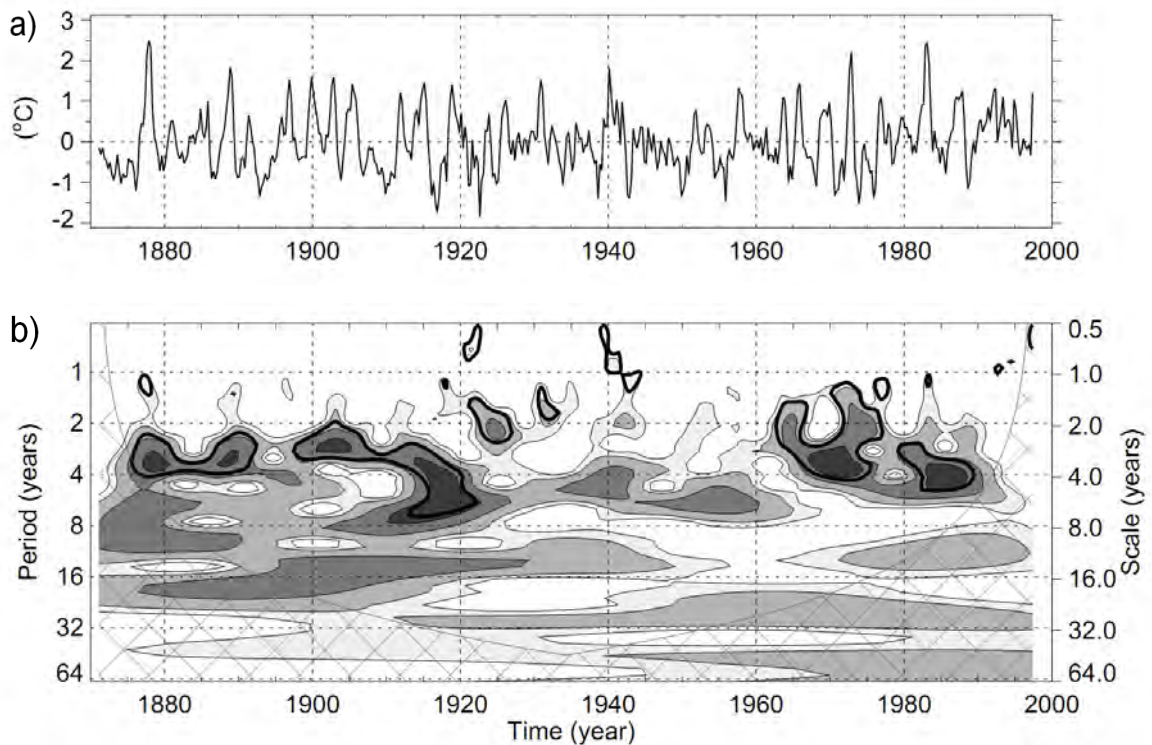 a)
3
2
1
0
-1
-2
(°C)
1880 1900 1920 1940 1960 1980 2000
b)
0.5
1 1.0
2 2.0
4 4.0
8 8.0
16 16.0
32 32.0
64 64.0
Period (years)
Scale (years)
1880 1900 1920 1940 1960 1980 2000
Time (year)